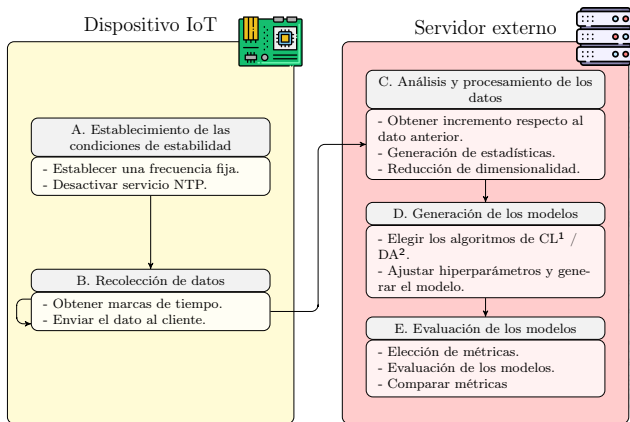 Dispositivo IoT
A. Establecimiento de las
condiciones de estabilidad
- Establecer una frecuencia fija.
- Desactivar servicio NTP.
B. Recolección de datos
- Obtener marcas de tiempo.
- Enviar el dato al cliente.
Servidor externo
C. Análisis y procesamiento de los
datos
- Obtener incremento respecto al
dato anterior.
- Generación de estadísticas.
- Reducción de dimensionalidad.
D. Generación de los modelos
- Elegir los algoritmos de CL¹ /
DA².
- Ajustar hiperparámetros y gene-
rar el modelo.
E. Evaluación de los modelos
- Elección de métricas.
- Evaluación de los modelos.
- Comparar métricas